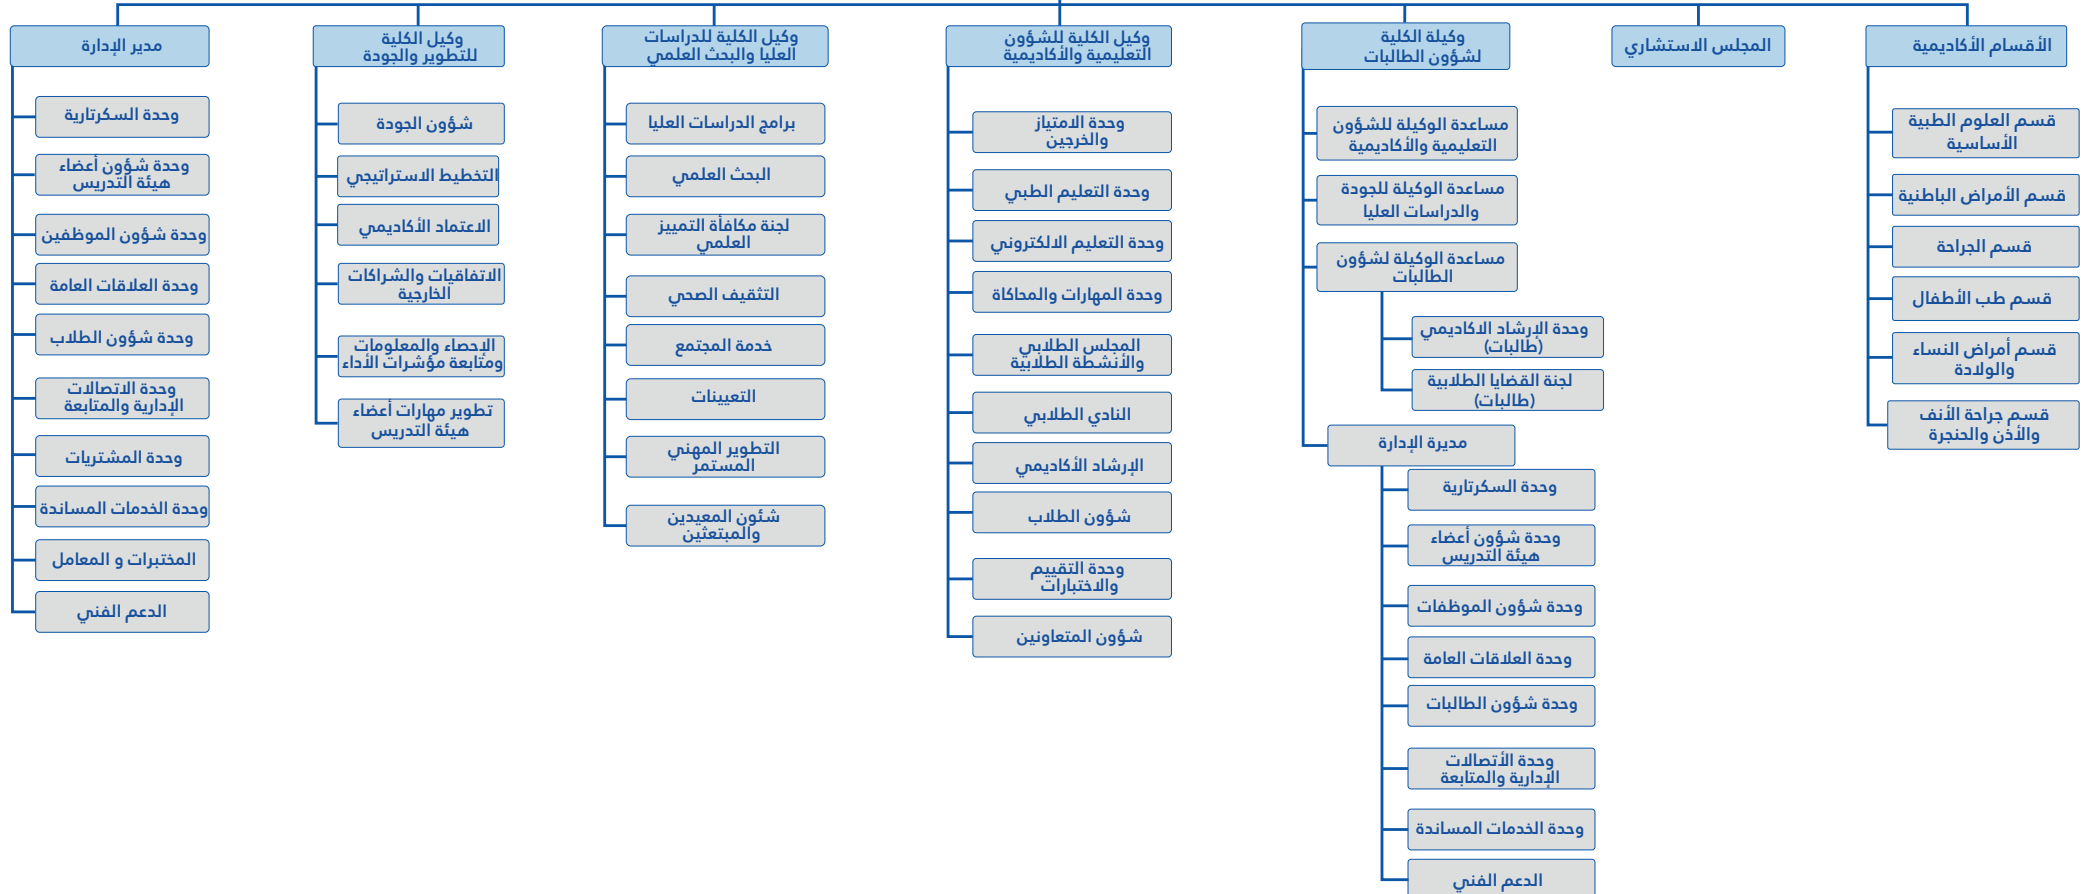 الأقسام الأكاديمية
قسم العلوم الطبية
الأساسية
قسم الأمراض الباطنية
قسم الجراحة
قسم طب الأطفال
قسم أمراض النساء
والولادة
قسم جراحة الأنف
والأذن والحنجرة
المجلس الاستشاري
وكيلة الكلية
لشؤون الطالبات
مساعدة الوكيلة للشؤون
التعليمية والأكاديمية
مساعدة الوكيلة للجودة
والدراسات العليا
مساعدة الوكيلة لشؤون
الطالبات
وحدة الإرشاد الاكاديمي
(طالبات)
لجنة القضايا الطلابية
(طالبات)
مديرة الإدارة
وحدة السكرتارية
وحدة شؤون أعضاء
هيئة التدريس
وحدة شؤون الموظفات
وحدة العلاقات العامة
وحدة شؤون الطالبات
وحدة الأتصالات
الإدارية والمتابعة
وحدة الخدمات المساندة
الدعم الفني
وكيل الكلية للشؤون
التعليمية والأكاديمية
وحدة الامتياز
والخرجين
وحدة التعليم الطبي
وحدة التعليم الالكتروني
وحدة المهارات والمحاكاة
المجلس الطلابي
والأنشطة الطلابية
النادي الطلابي
الإرشاد الأكاديمي
شؤون الطلاب
وحدة التقييم
والاختبارات
شؤون المتعاونين
وكيل الكلية للدراسات
العليا والبحث العلمي
برامج الدراسات العليا
البحث العلمي
لجنة مكافأة التمييز
العلمي
التثقيف الصحي
خدمة المجتمع
التعيينات
التطوير المهني
المستمر
شئون المعيدين
والمبتعثين
وكيل الكلية
للتطوير والجودة
شؤون الجودة
التخطيط الاستراتيجي
الاعتماد الأكاديمي
الاتفاقيات والشراكات
الخارجية
الإحصاء والمعلومات
ومتابعة مؤشرات الأداء
تطوير مهارات أعضاء
هيئة التدريس
مدير الإدارة
وحدة السكرتارية
وحدة شؤون أعضاء
هيئة التدريس
وحدة شؤون الموظفين
وحدة العلاقات العامة
وحدة شؤون الطلاب
وحدة الاتصالات
الإدارية والمتابعة
وحدة المشتريات
وحدة الخدمات المساندة
المختبرات و المعامل
الدعم الفني